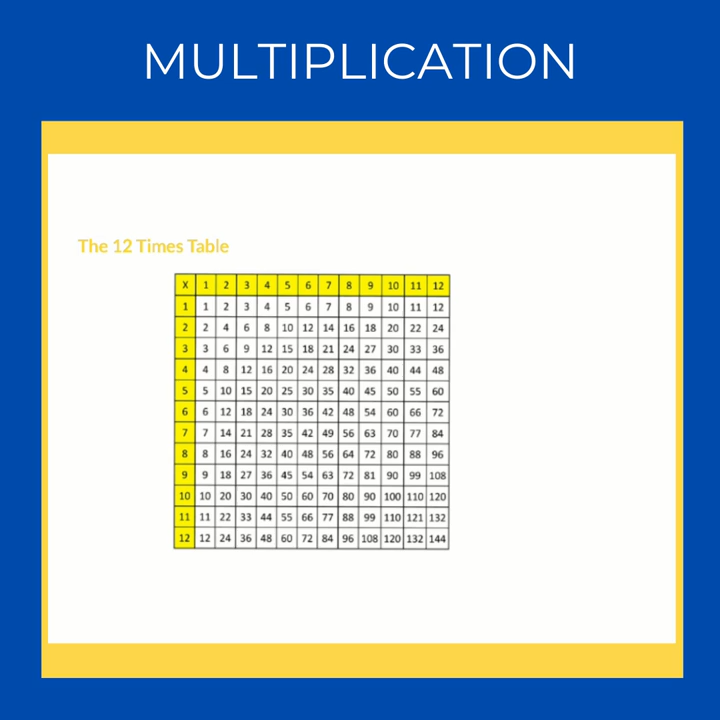 MULTIPLICATION
The 12 Times Table
X 1 2 3 4 5 6 7 8 9 10 11 12
1 1 2 3 4 5 6 7 8 9 10 11 12
2 2 4 6 8 10 12 14 16 18 20 22 24
3 3 6 9 12 15 18 21 24 27 30 33 36
4 4 8 12 16 20 24 28 32 36 40 44 48
5 5 10 15 20 25 30 35 40 45 50 55 60
6 6 12 18 24 30 36 42 48 54 60 66 72
7 7 14 21 28 35 42 49 56 63 70 77 84
8 8 16 24 32 40 48 56 64 72 80 88 96
9 9 18 27 36 45 54 63 72 81 90 99 108
10 10 20 30 40 50 60 70 80 90 100 110 120
11 11 22 33 44 55 66 77 88 99 110 121 132
12 12 24 36 48 60 72 84 96 108 120 132 144